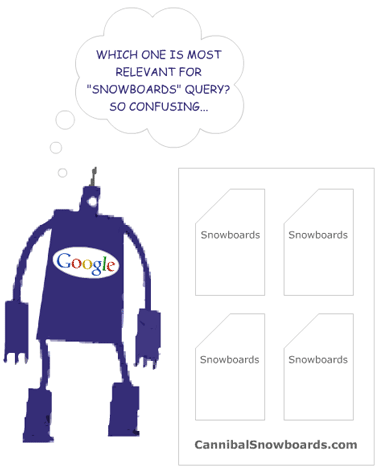 WHICH ONE IS MOST
RELEVANT FOR
"SNOWBOARDS" QUERY?
SO CONFUSING...
Google
Snowboards
Snowboards
Snowboards
Snowboards
CannibalSnowboards.com